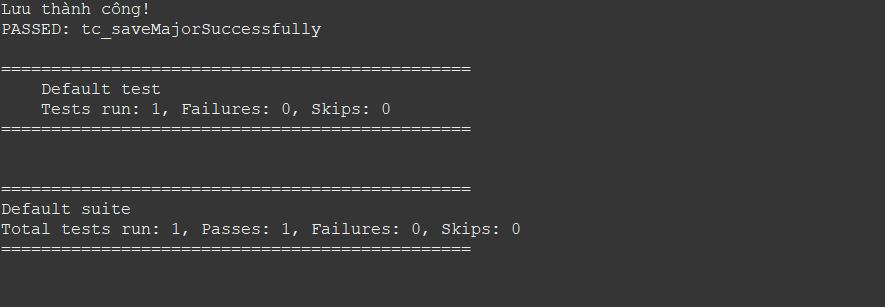 Lưu thành công!
PASSED: tc_saveMajorSuccessfully
===============================================
Default test
Tests run: 1, Failures: 0, Skips: 0
===============================================
===============================================
Default suite
Total tests run: 1, Passes: 1, Failures: 0, Skips: 0
===============================================